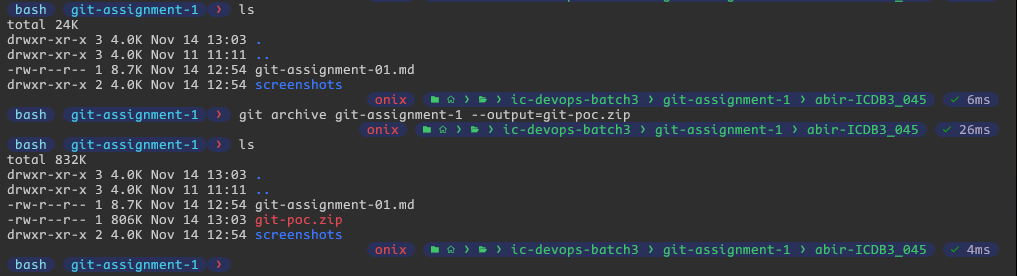 bash git-assignment-1 ❯ ls
total 24K
drwxr-xr-x 3 4.0K Nov 14 13:03 .
drwxr-xr-x 3 4.0K Nov 11 11:11 ..
-rw-r--r-- 1 8.7K Nov 14 12:54 git-assignment-01.md
drwxr-xr-x 2 4.0K Nov 14 12:54 screenshots
onix ❯ ❯ ic-devops-batch3 ❯ git-assignment-1 ❯ abir-ICDB3_045 ✓ 6ms
bash git-assignment-1 ❯ git archive git-assignment-1 --output=git-poc.zip
onix ❯ ❯ ic-devops-batch3 ❯ git-assignment-1 ❯ abir-ICDB3_045 ✓ 26ms
bash git-assignment-1 ❯ ls
total 832K
drwxr-xr-x 3 4.0K Nov 14 13:03 .
drwxr-xr-x 3 4.0K Nov 11 11:11 ..
-rw-r--r-- 1 8.7K Nov 14 12:54 git-assignment-01.md
-rw-r--r-- 1 806K Nov 14 13:03 git-poc.zip
drwxr-xr-x 2 4.0K Nov 14 12:54 screenshots
onix ❯ ❯ ic-devops-batch3 ❯ git-assignment-1 ❯ abir-ICDB3_045 ✓ 4ms
bash git-assignment-1 ❯